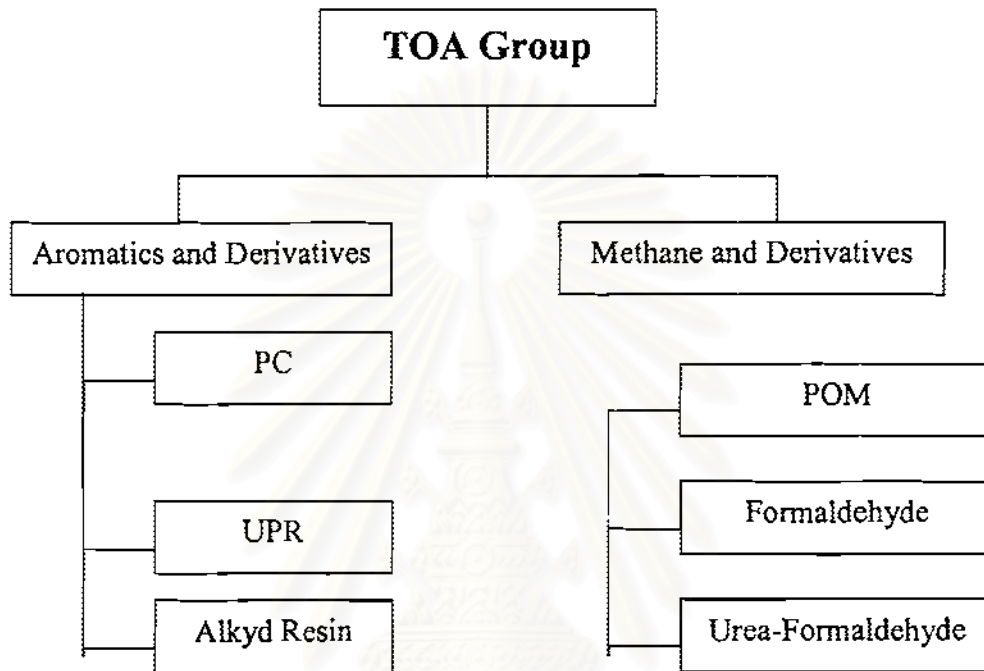 TOA Group
Aromatics and Derivatives
Methane and Derivatives
PC
POM
UPR
Formaldehyde
Alkyd Resin
Urea-Formaldehyde